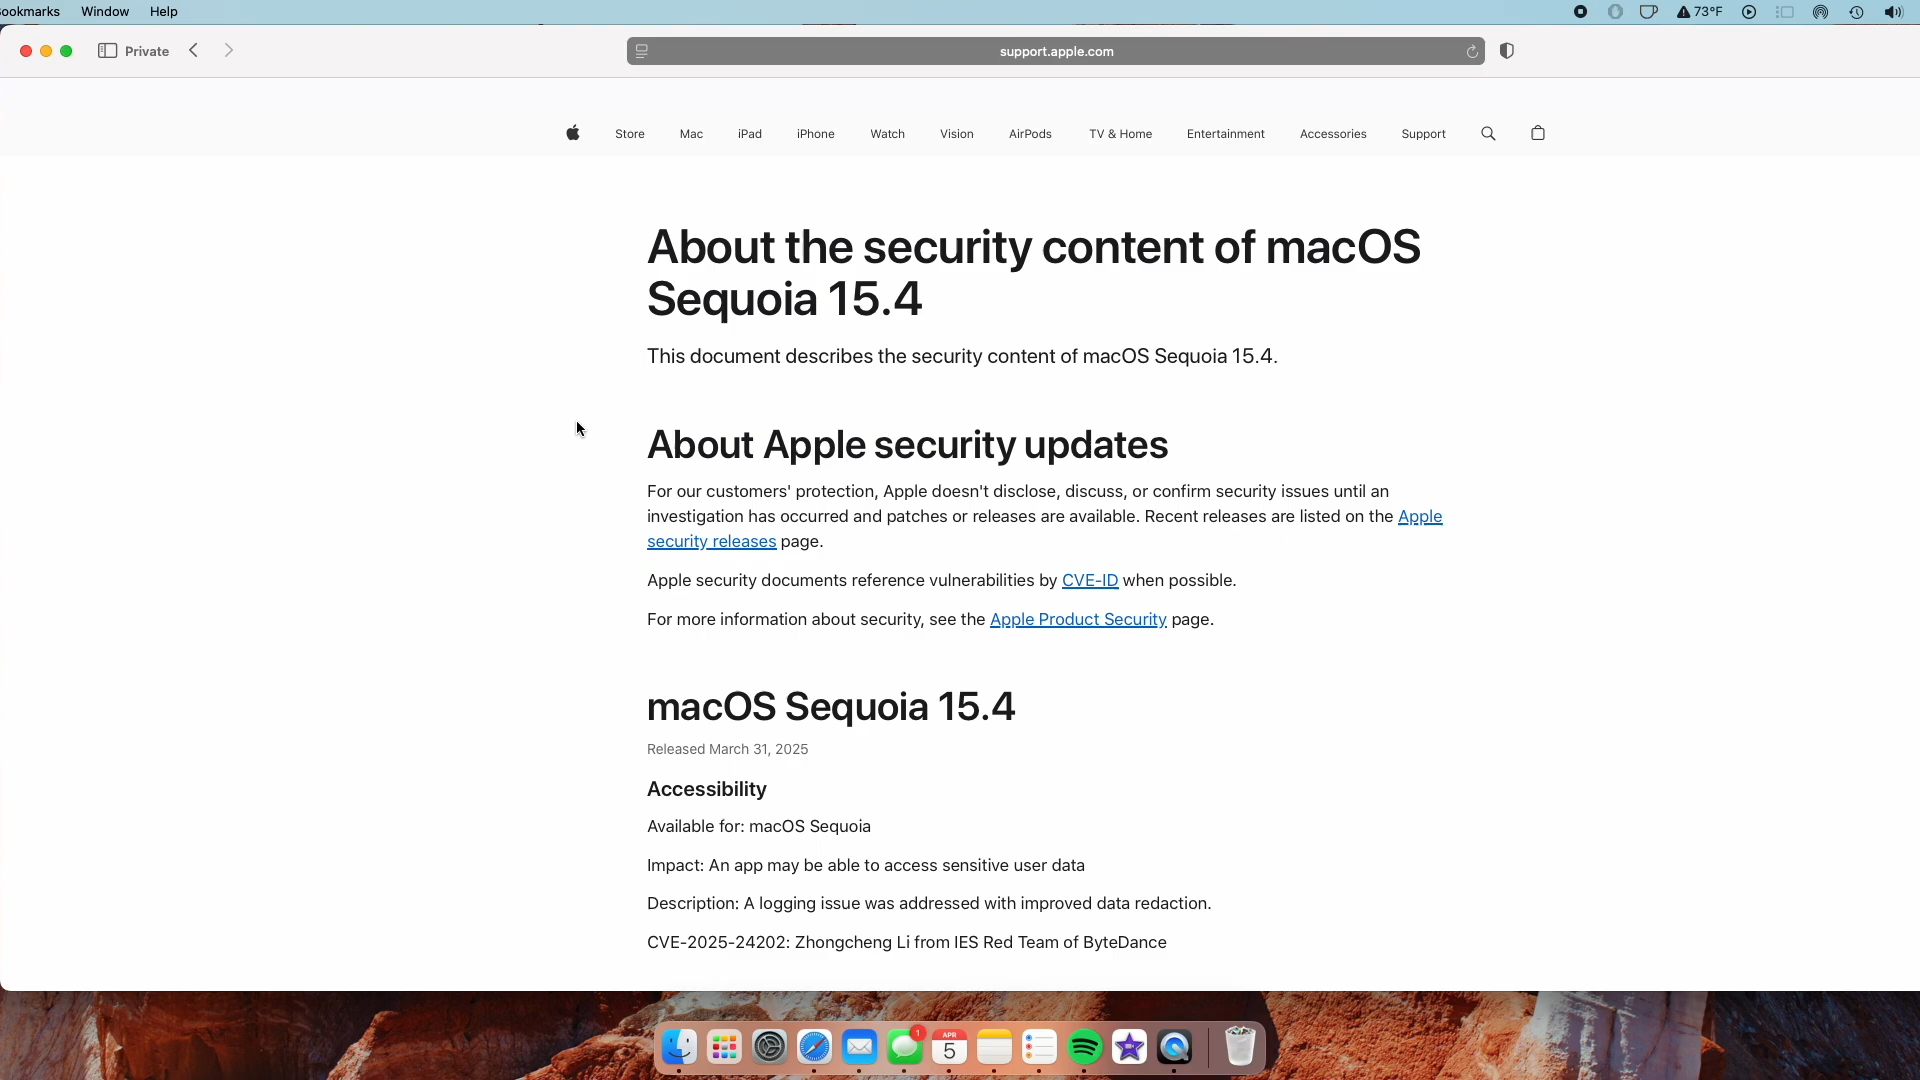 ookmarks Window Help 73°F
Private support.apple.com
Store Mac iPad iPhone Watch Vision AirPods TV & Home Entertainment Accessories Support
About the security content of macOS
Sequoia 15.4
This document describes the security content of macOS Sequoia 15.4.
About Apple security updates
For our customers' protection, Apple doesn't disclose, discuss, or confirm security issues until an
investigation has occurred and patches or releases are available. Recent releases are listed on the Apple
security releases page.
Apple security documents reference vulnerabilities by CVE-ID when possible.
For more information about security, see the Apple Product Security page.
macOS Sequoia 15.4
Released March 31, 2025
Accessibility
Available for: macOS Sequoia
Impact: An app may be able to access sensitive user data
Description: A logging issue was addressed with improved data redaction.
CVE-2025-24202: Zhongcheng Li from IES Red Team of ByteDance
1
APR
5